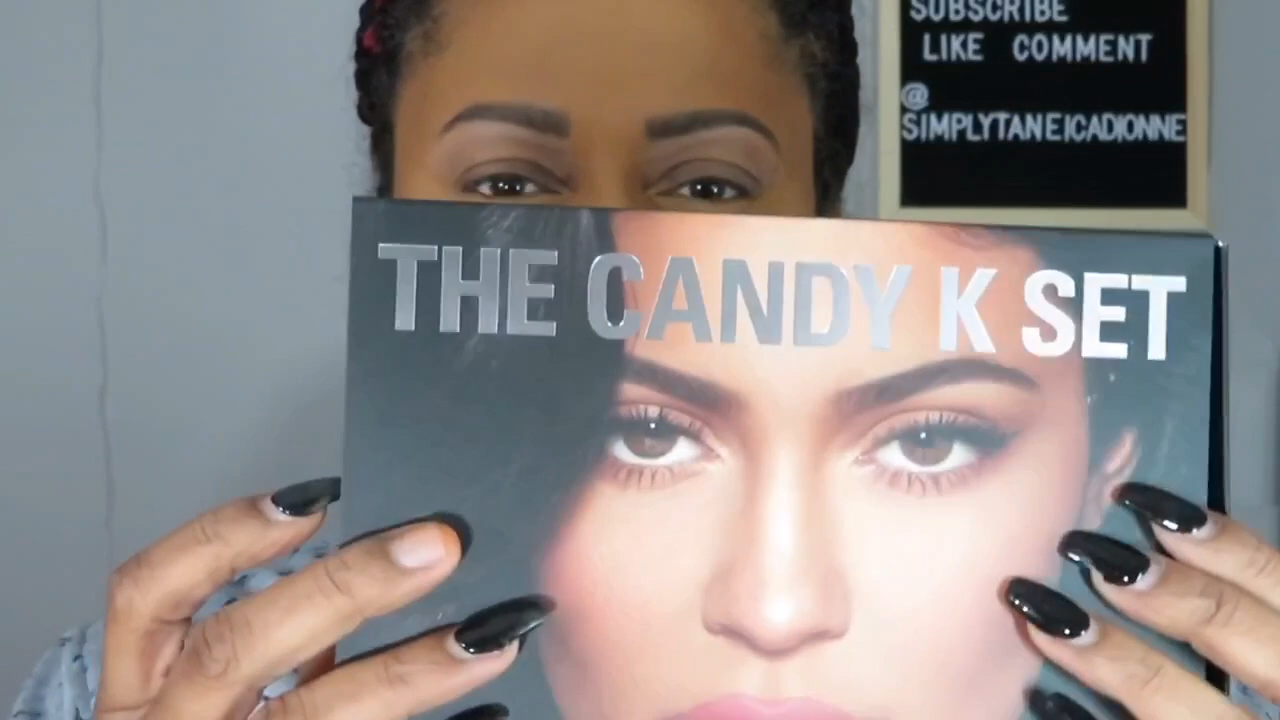 SUBSCRIBE
LIKE COMMENT
@
SIMPLYTANEICADIONNE
THE CANDY K SET